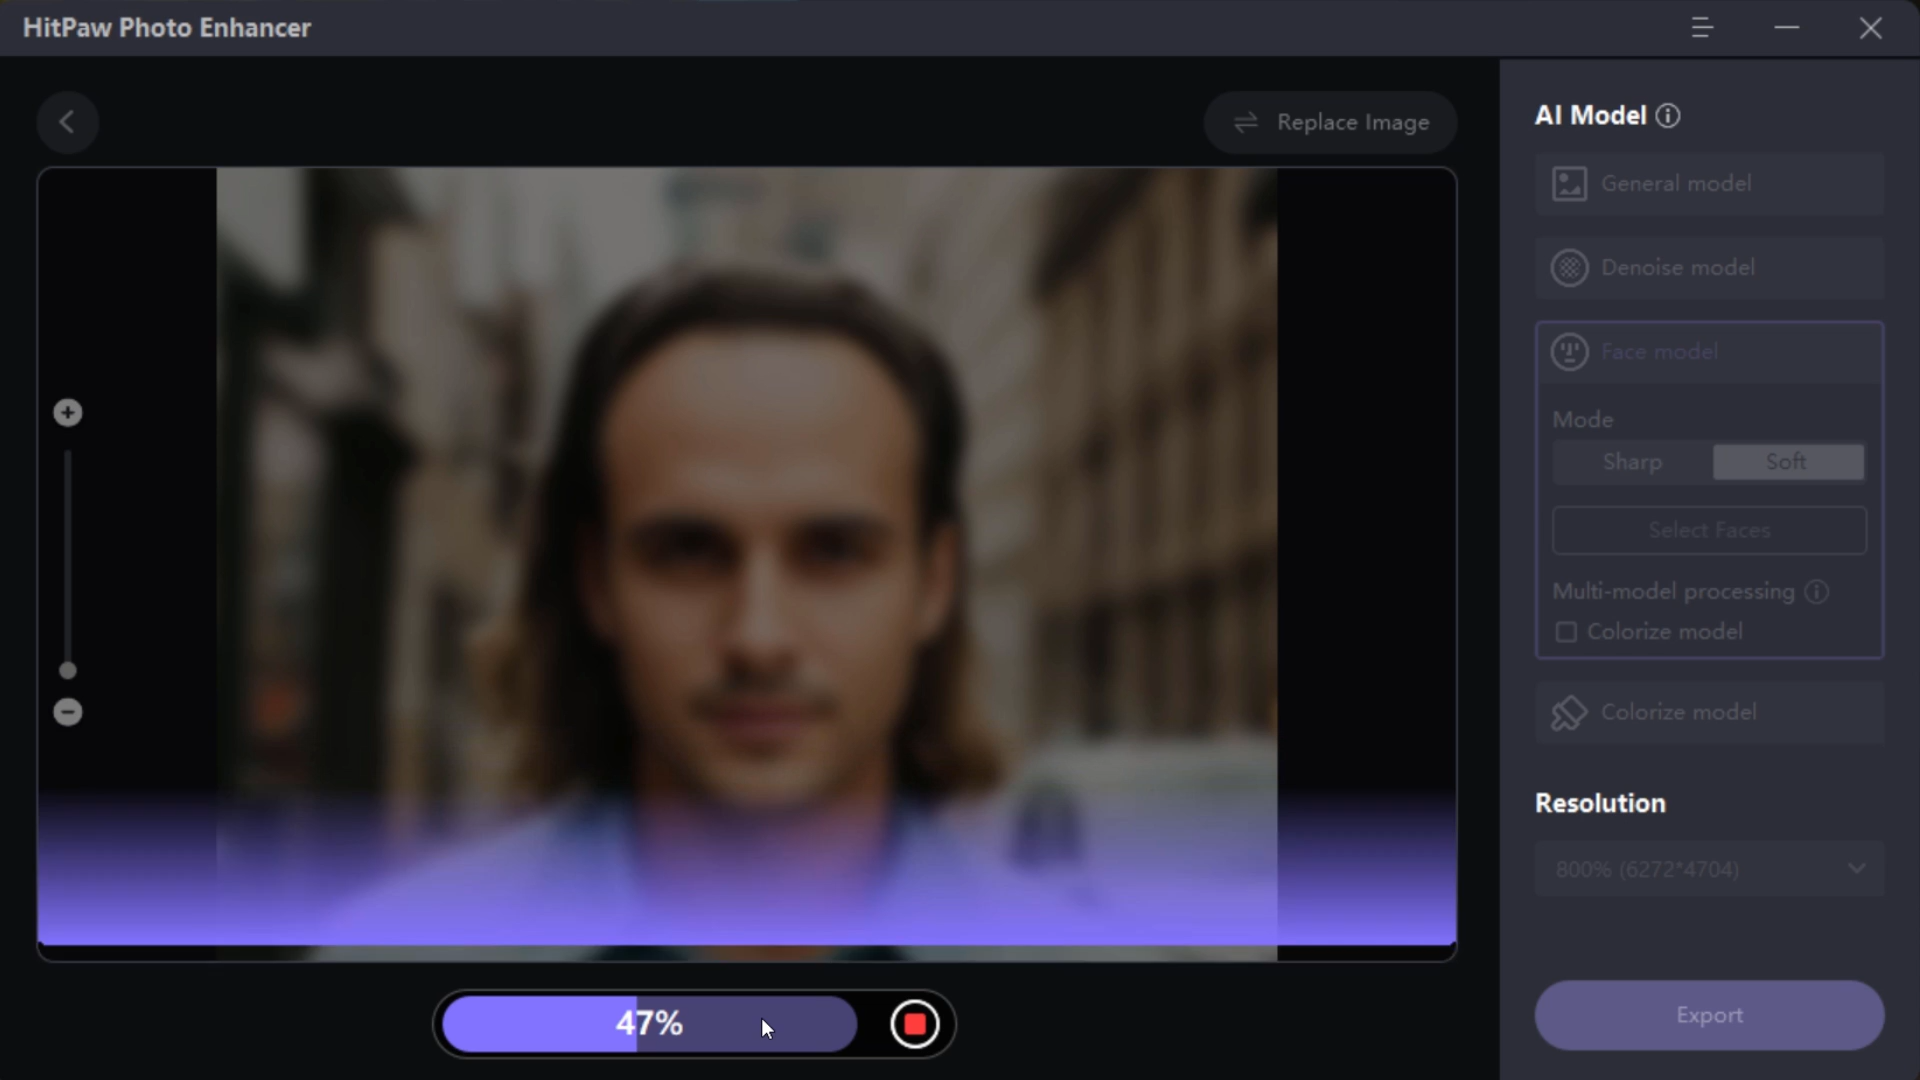 HitPaw Photo Enhancer
Replace Image
AI Model
General model
Denoise model
Face model
Mode
Sharp Soft
Select Faces
Multi-model processing
Colorize model
Colorize model
Resolution
800% (6272*4704)
47%
Export